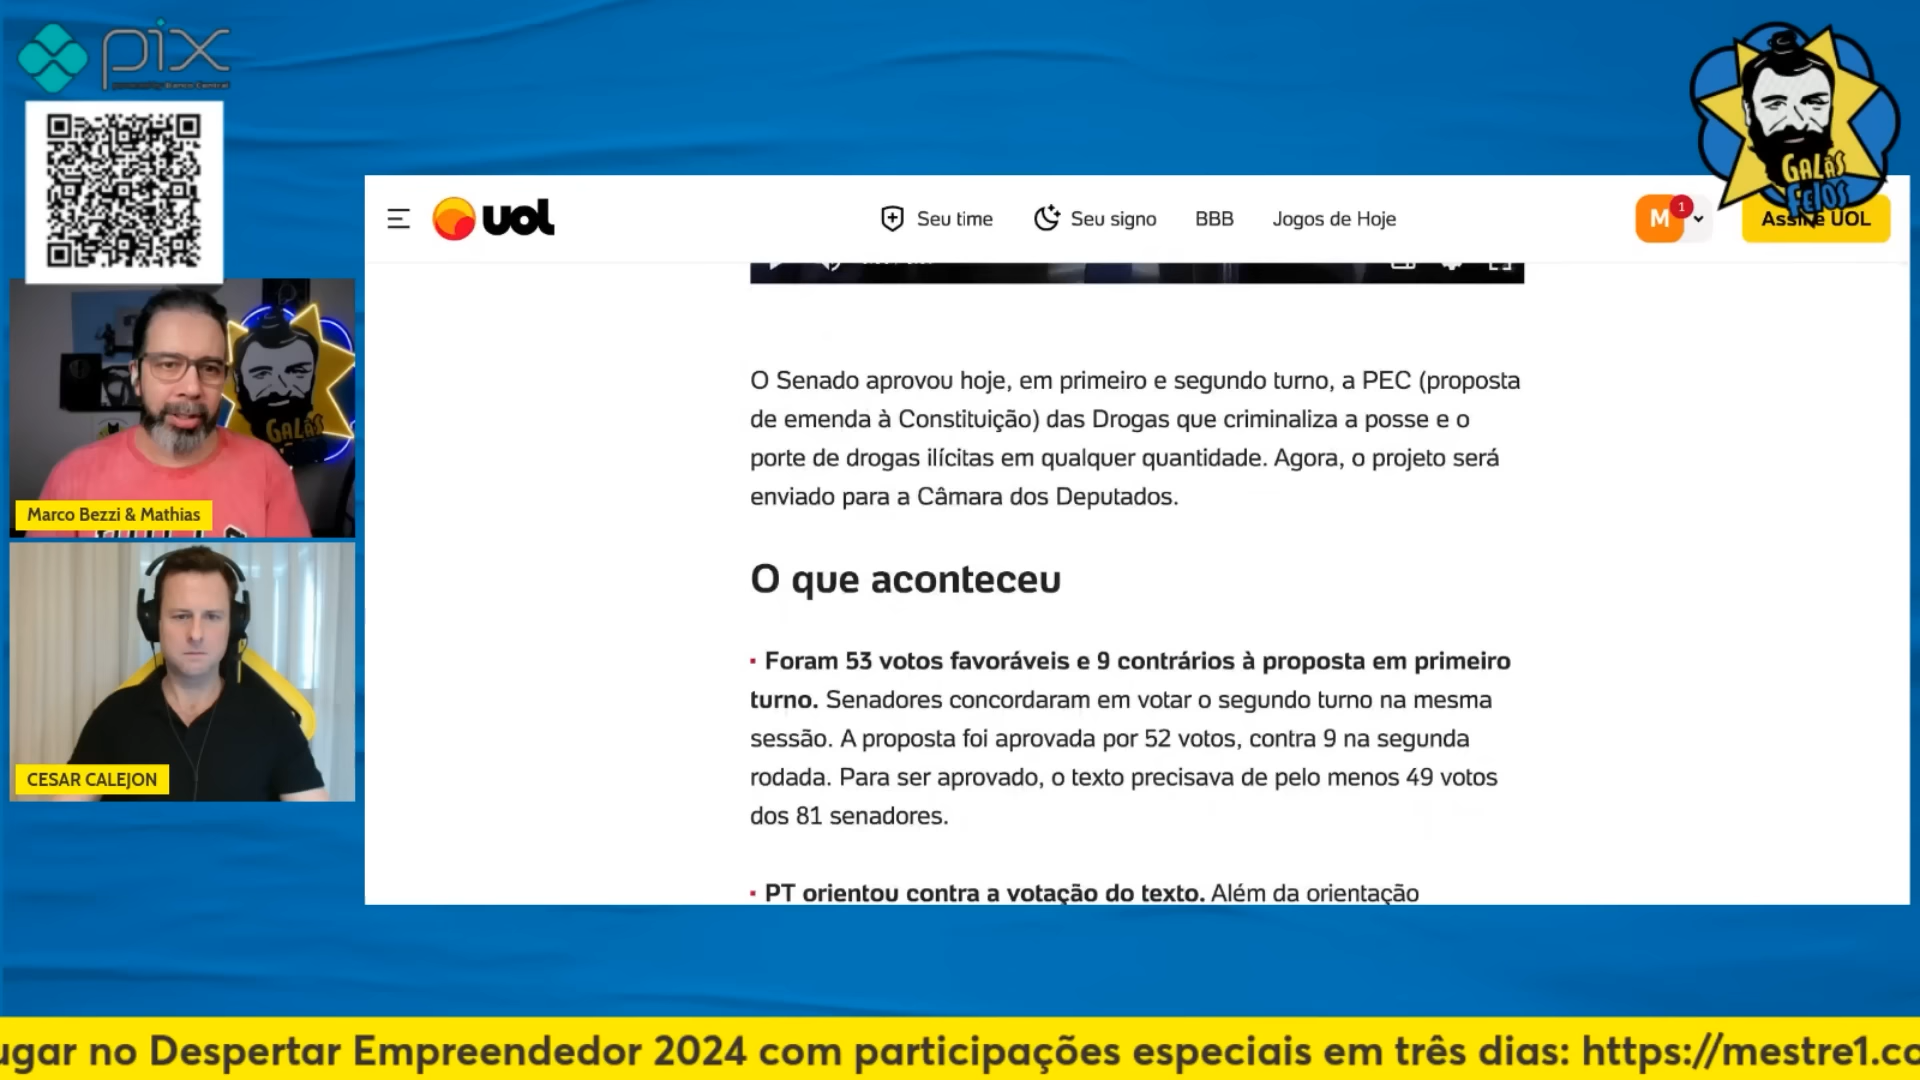 pix
powered by Banco Central
GALÃS
FEIOS
uol
Seu time
Seu signo
BBB
Jogos de Hoje
M
1
Assine UOL
O Senado aprovou hoje, em primeiro e segundo turno, a PEC (proposta
de emenda à Constituição) das Drogas que criminaliza a posse e o
porte de drogas ilícitas em qualquer quantidade. Agora, o projeto será
enviado para a Câmara dos Deputados.
O que aconteceu
Foram 53 votos favoráveis e 9 contrários à proposta em primeiro
turno. Senadores concordaram em votar o segundo turno na mesma
sessão. A proposta foi aprovada por 52 votos, contra 9 na segunda
rodada. Para ser aprovado, o texto precisava de pelo menos 49 votos
dos 81 senadores.
PT orientou contra a votação do texto. Além da orientação
GALÃS
Marco Bezzi & Mathias
CESAR CALEJON
ugar no Despertar Empreendedor 2024 com participações especiais em três dias: https://mestre1.co